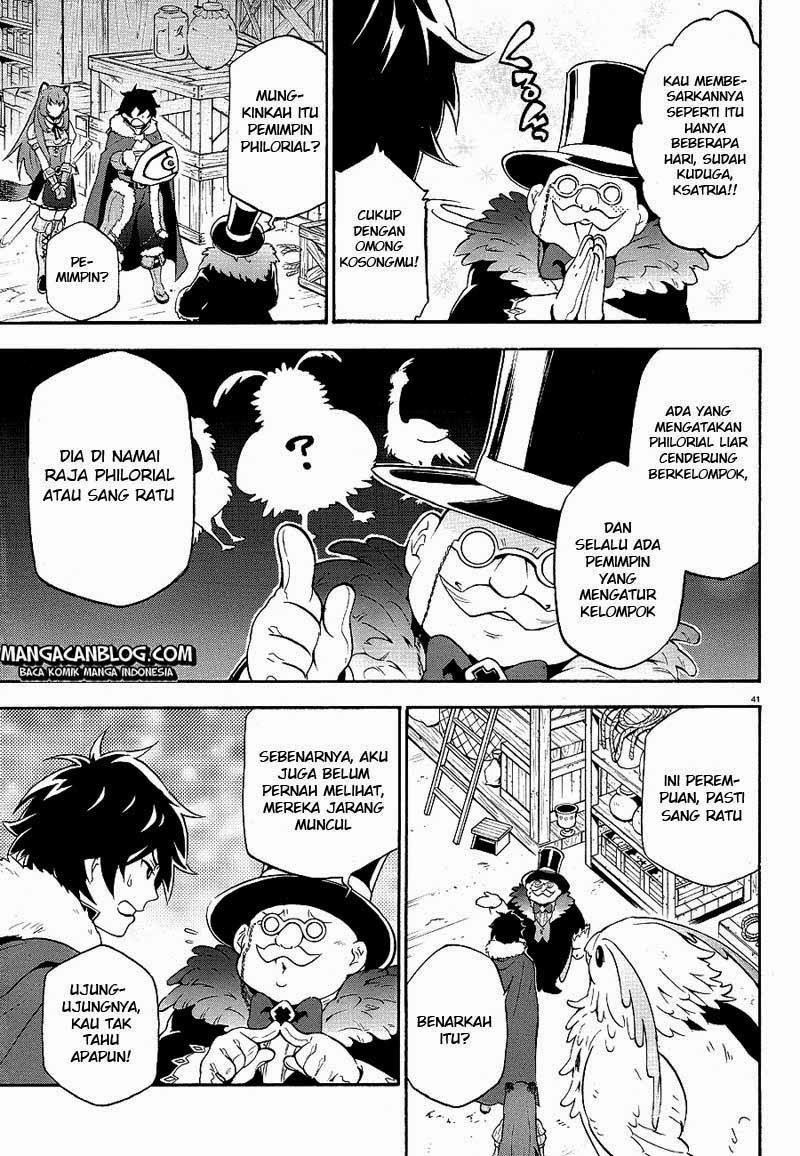 KAU MEMBE-
SARKANNYA
SEPERTI ITU
HANYA
BEBERAPA
HARI, SUDAH
KUDUGA,
KSATRIA!!
CUKUP
DENGAN
OMONG
KOSONGMU!
MUNG-
KINKAH ITU
PEMIMPIN
PHILORIAL?
PE-
MIMPIN?
ADA YANG
MENGATAKAN
PHILORIAL LIAR
CENDERUNG
BERKELOMPOK,
DAN
SELALU ADA
PEMIMPIN
YANG
MENGATUR
KELOMPOK
?
DIA DI NAMAI
RAJA PHILORIAL
ATAU SANG RATU
MANGACANBLOG.COM
BACA KOMIK MANGA INDONESIA
41
INI PEREM-
PUAN, PASTI
SANG RATU
BENARKAH
ITU?
SEBENARNYA, AKU
JUGA BELUM
PERNAH MELIHAT,
MEREKA JARANG
MUNCUL
UJUNG-
UJUNGNYA,
KAU TAK
TAHU
APAPUN!